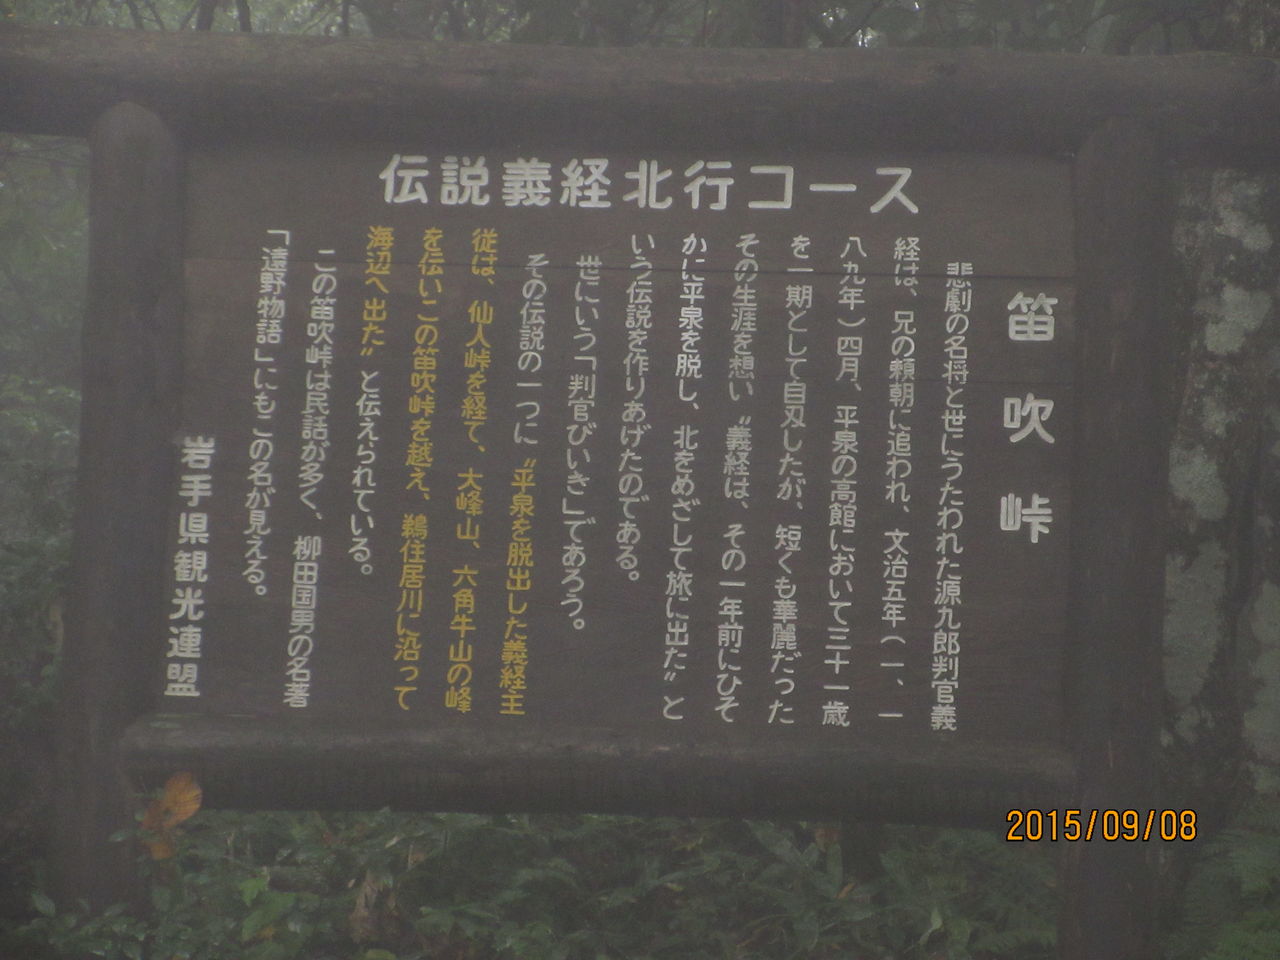 伝説義経北行コース
笛吹峠
悲劇の名将と世にうたわれた源九郎判官義
経は、兄の頼朝に追われ、文治五年（一、一
八九年）四月、平泉の高館において三十一歳
を一期として自刃したが、短くも華麗だった
その生涯を想い〝義経は、その一年前にひそ
かに平泉を脱し、北をめざして旅に出た〟と
いう伝説を作りあげたのである。
世にいう「判官びいき」であろう。
その伝説の一つに〝平泉を脱出した義経主
従は、仙人峠を経て、大峰山、六角牛山の峰
を伝いこの笛吹峠を越え、鵜住居川に沿って
海辺へ出た〟と伝えられている。
この笛吹峠は民話が多く、柳田国男の名著
「遠野物語」にもこの名が見える。
岩手県観光連盟
2015/09/08